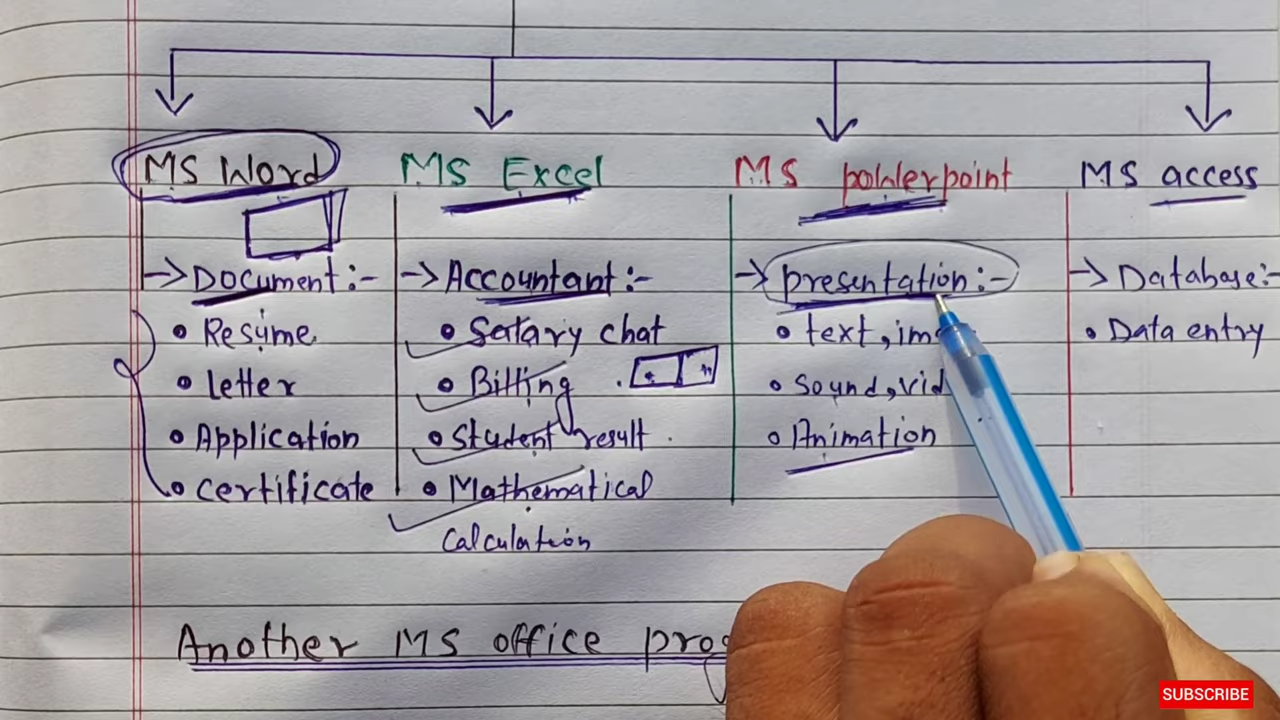 MS Word
MS Excel
MS powerpoint
MS access
→ Document:-
• Resume
• Letter
• Application
• Certificate
→ Accountant:-
• Salary chat
• Billing
• Student result
• Mathematical
Calculation
→ presentation:-
• text,
• Sound,
• Animation
→ Database:-
• Data entry
Another MS office
SUBSCRIBE